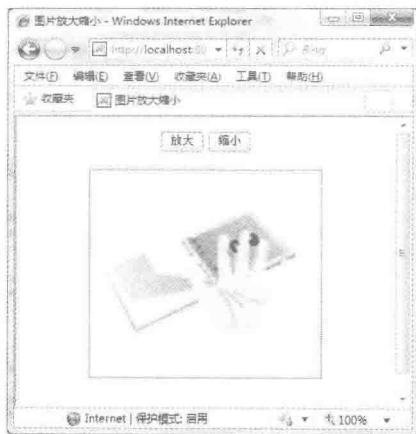 图片放大缩小 - Windows Internet Explorer
http://localhost:80
Bing
文件(F) 编辑(E) 查看(V) 收藏夹(A) 工具(T) 帮助(H)
收藏夹 图片放大缩小
放大 缩小
Internet | 保护模式: 启用 100%